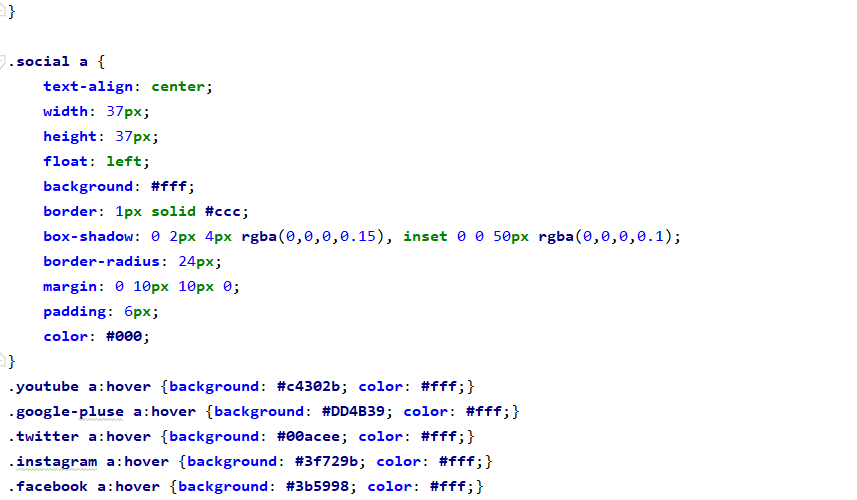 }
.social a {
text-align: center;
width: 37px;
height: 37px;
float: left;
background: #fff;
border: 1px solid #ccc;
box-shadow: 0 2px 4px rgba(0,0,0,0.15), inset 0 0 50px rgba(0,0,0,0.1);
border-radius: 24px;
margin: 0 10px 10px 0;
padding: 6px;
color: #000;
}
.youtube a:hover {background: #c4302b; color: #fff;}
.google-pluse a:hover {background: #DD4B39; color: #fff;}
.twitter a:hover {background: #00acee; color: #fff;}
.instagram a:hover {background: #3f729b; color: #fff;}
.facebook a:hover {background: #3b5998; color: #fff;}